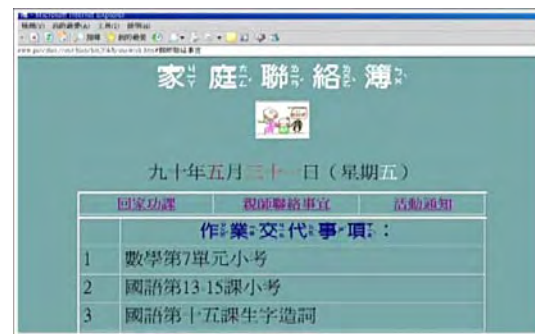 Microsoft Internet Explorer
家庭聯絡簿
九十年五月三十一日（星期五）
回家功課 親師聯絡事宜 活動通知
作業交代事項：
1 數學第7單元小考
2 國語第13-15課小考
3 國語第十五課生字造詞